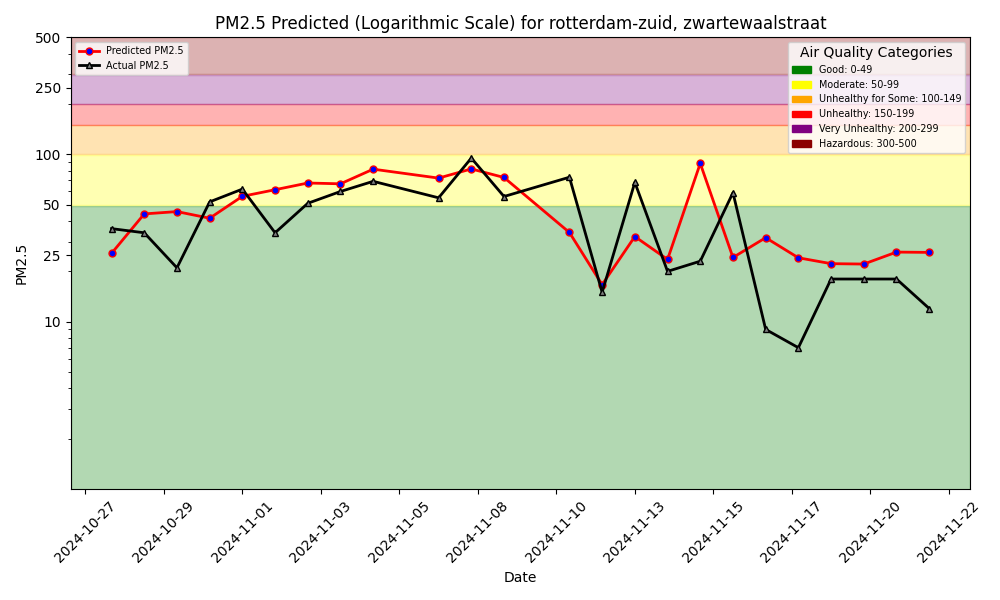 PM2.5 Predicted (Logarithmic Scale) for rotterdam-zuid, zwartewaalstraat
PM2.5
500
250
100
50
25
10
Predicted PM2.5
Actual PM2.5
Air Quality Categories
Good: 0-49
Moderate: 50-99
Unhealthy for Some: 100-149
Unhealthy: 150-199
Very Unhealthy: 200-299
Hazardous: 300-500
2024-10-27
2024-10-29
2024-11-01
2024-11-03
2024-11-05
2024-11-08
2024-11-10
2024-11-13
2024-11-15
2024-11-17
2024-11-20
2024-11-22
Date